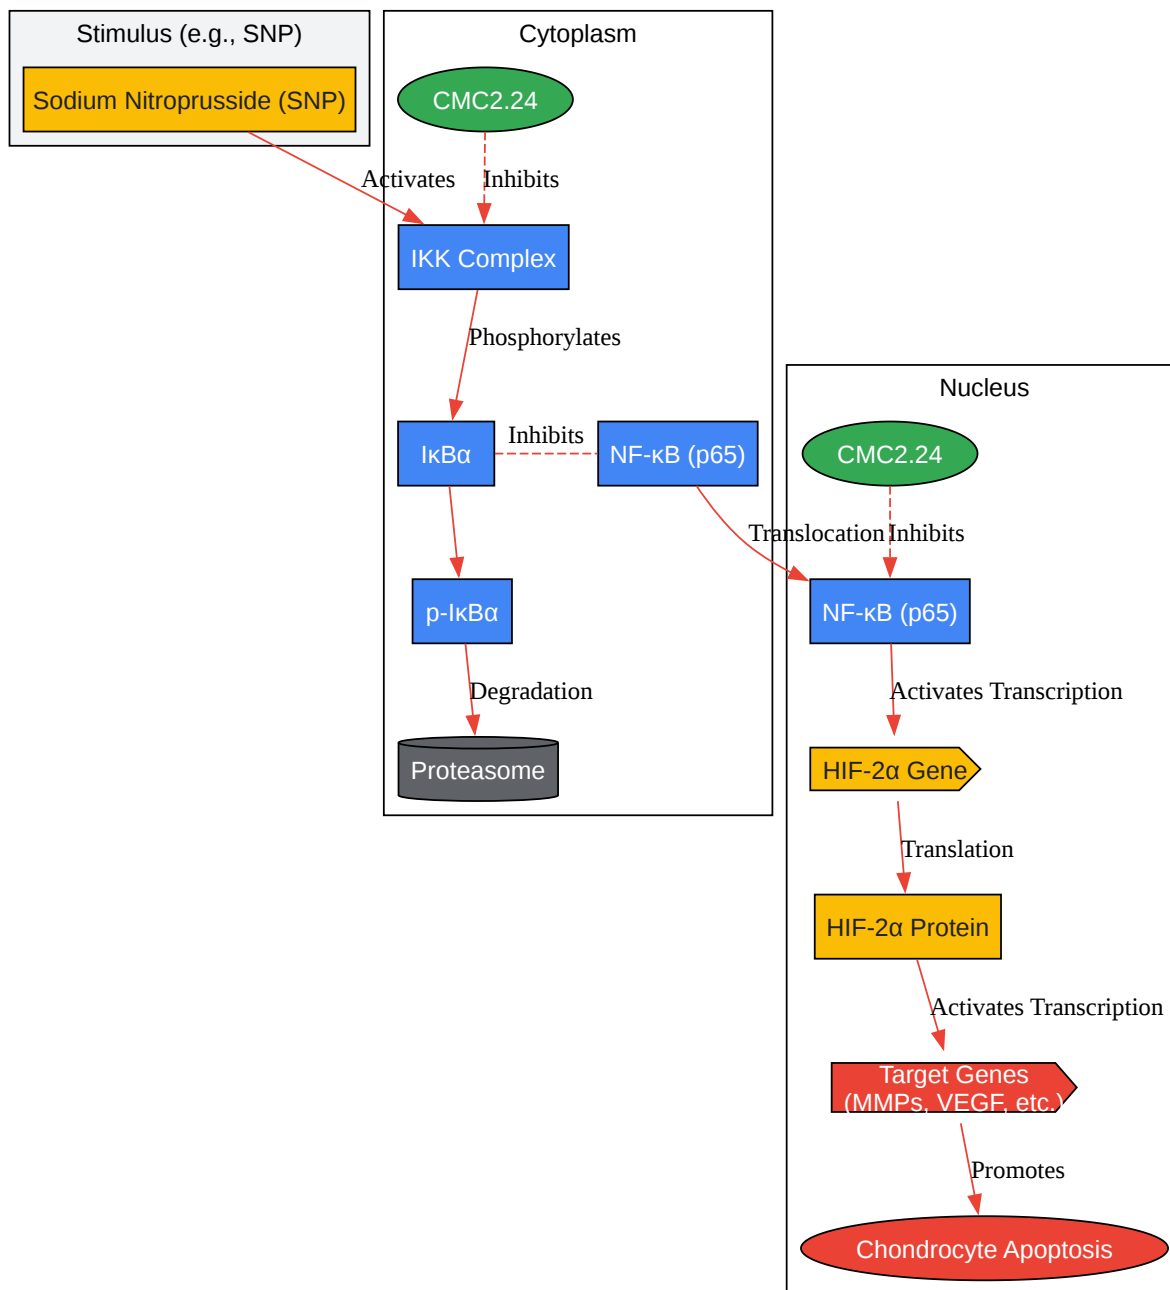 Stimulus (e.g., SNP)
Sodium Nitroprusside (SNP)
Cytoplasm
CMC2.24
Activates
Inhibits
IKK Complex
Phosphorylates
IκBα
Inhibits
NF-κB (p65)
p-IκBα
Degradation
Proteasome
Translocation
Nucleus
CMC2.24
Inhibits
NF-κB (p65)
Activates Transcription
HIF-2α Gene
Translation
HIF-2α Protein
Activates Transcription
Target Genes
(MMPs, VEGF, etc.)
Promotes
Chondrocyte Apoptosis